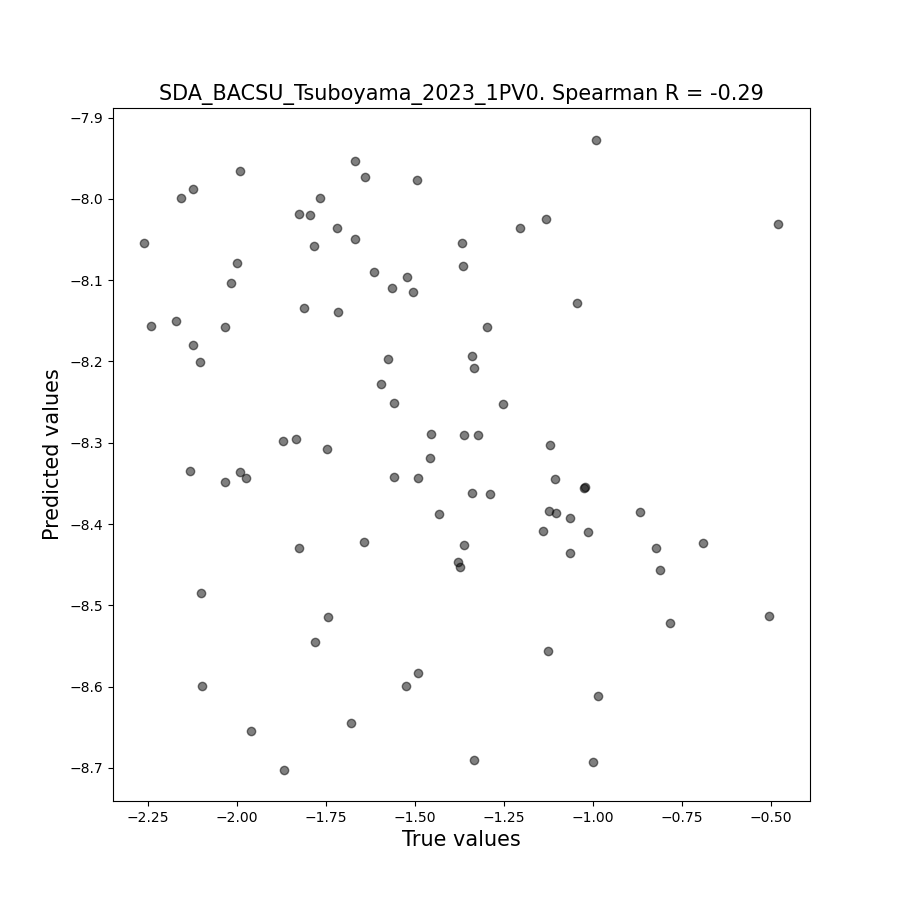 SDA_BACSU_Tsuboyama_2023_1PV0. Spearman R = -0.29
−7.9
−8.0
−8.1
−8.2
−8.3
−8.4
−8.5
−8.6
−8.7
Predicted values
−2.25 −2.00 −1.75 −1.50 −1.25 −1.00 −0.75 −0.50
True values